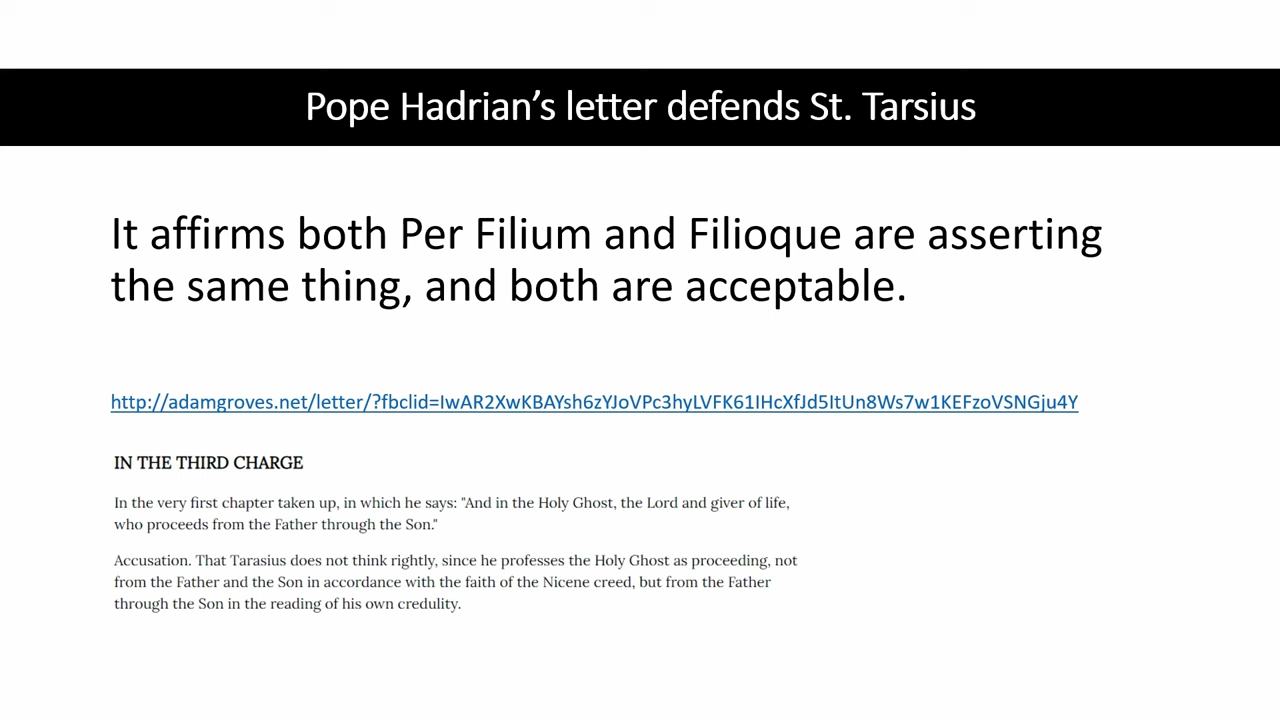 Pope Hadrian’s letter defends St. Tarsius
It affirms both Per Filium and Filioque are asserting
the same thing, and both are acceptable.
http://adamgroves.net/letter/?fbclid=IwAR2XwKBAYsh6zYJoVPc3hyLVFK61IHcXfJd5ItUn8Ws7w1KEFzoVSNGju4Y
IN THE THIRD CHARGE
In the very first chapter taken up, in which he says: "And in the Holy Ghost, the Lord and giver of life,
who proceeds from the Father through the Son."
Accusation. That Tarasius does not think rightly, since he professes the Holy Ghost as proceeding, not
from the Father and the Son in accordance with the faith of the Nicene creed, but from the Father
through the Son in the reading of his own credulity.